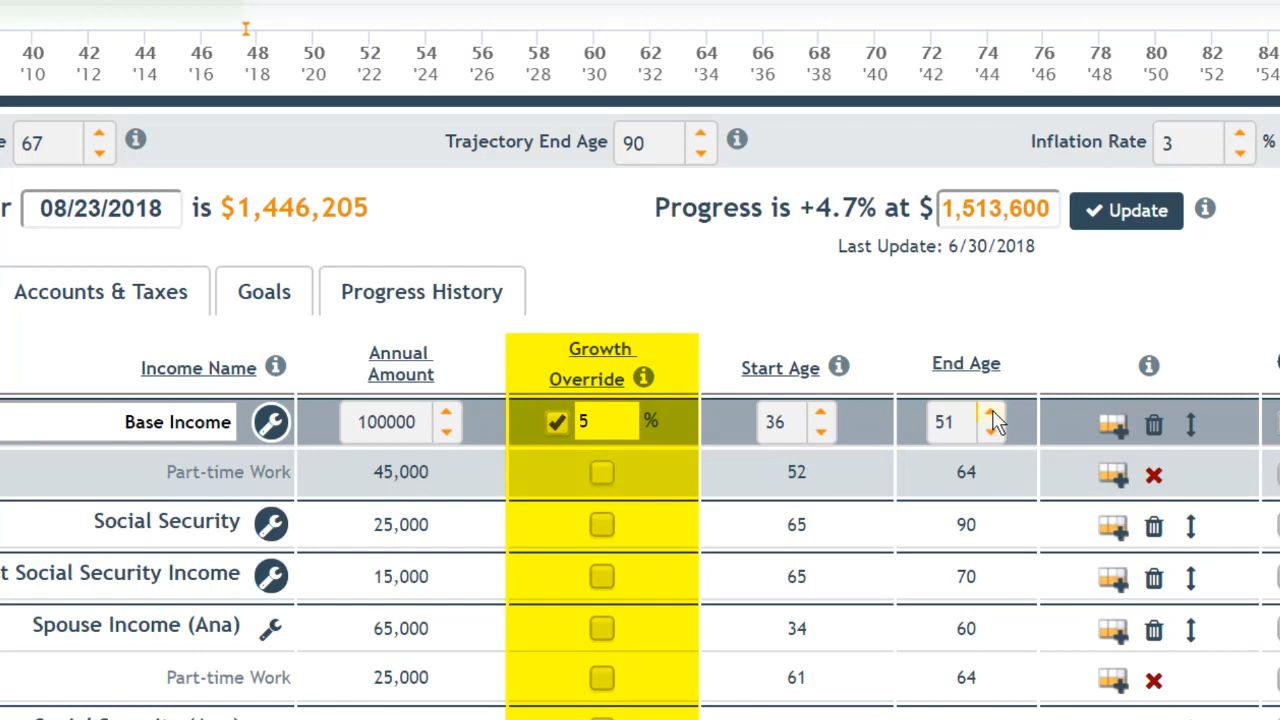 40 42 44 46 48 50 52 54 56 58 60 62 64 66 68 70 72 74 76 78 80 82 84
'10 '12 '14 '16 '18 '20 '22 '24 '26 '28 '30 '32 '34 '36 '38 '40 '42 '44 '46 '48 '50 '52 '54
67 Trajectory End Age 90 Inflation Rate 3 %
08/23/2018 is $1,446,205 Progress is +4.7% at $ 1,513,600 Update
Last Update: 6/30/2018
Accounts & Taxes Goals Progress History
Income Name Annual Amount Growth Override Start Age End Age
Base Income 100000 5 % 36 51
Part-time Work 45,000 52 64
Social Security 25,000 65 90
t Social Security Income 15,000 65 70
Spouse Income (Ana) 65,000 34 60
Part-time Work 25,000 61 64